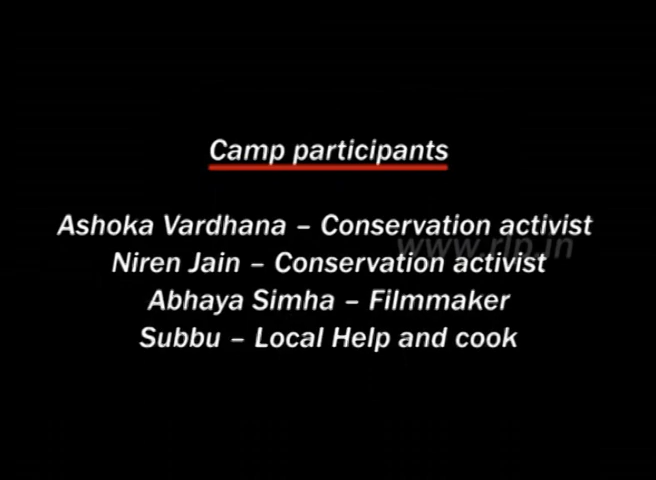 Camp participants
Ashoka Vardhana – Conservation activist
www.rlp.in
Niren Jain – Conservation activist
Abhaya Simha – Filmmaker
Subbu – Local Help and cook